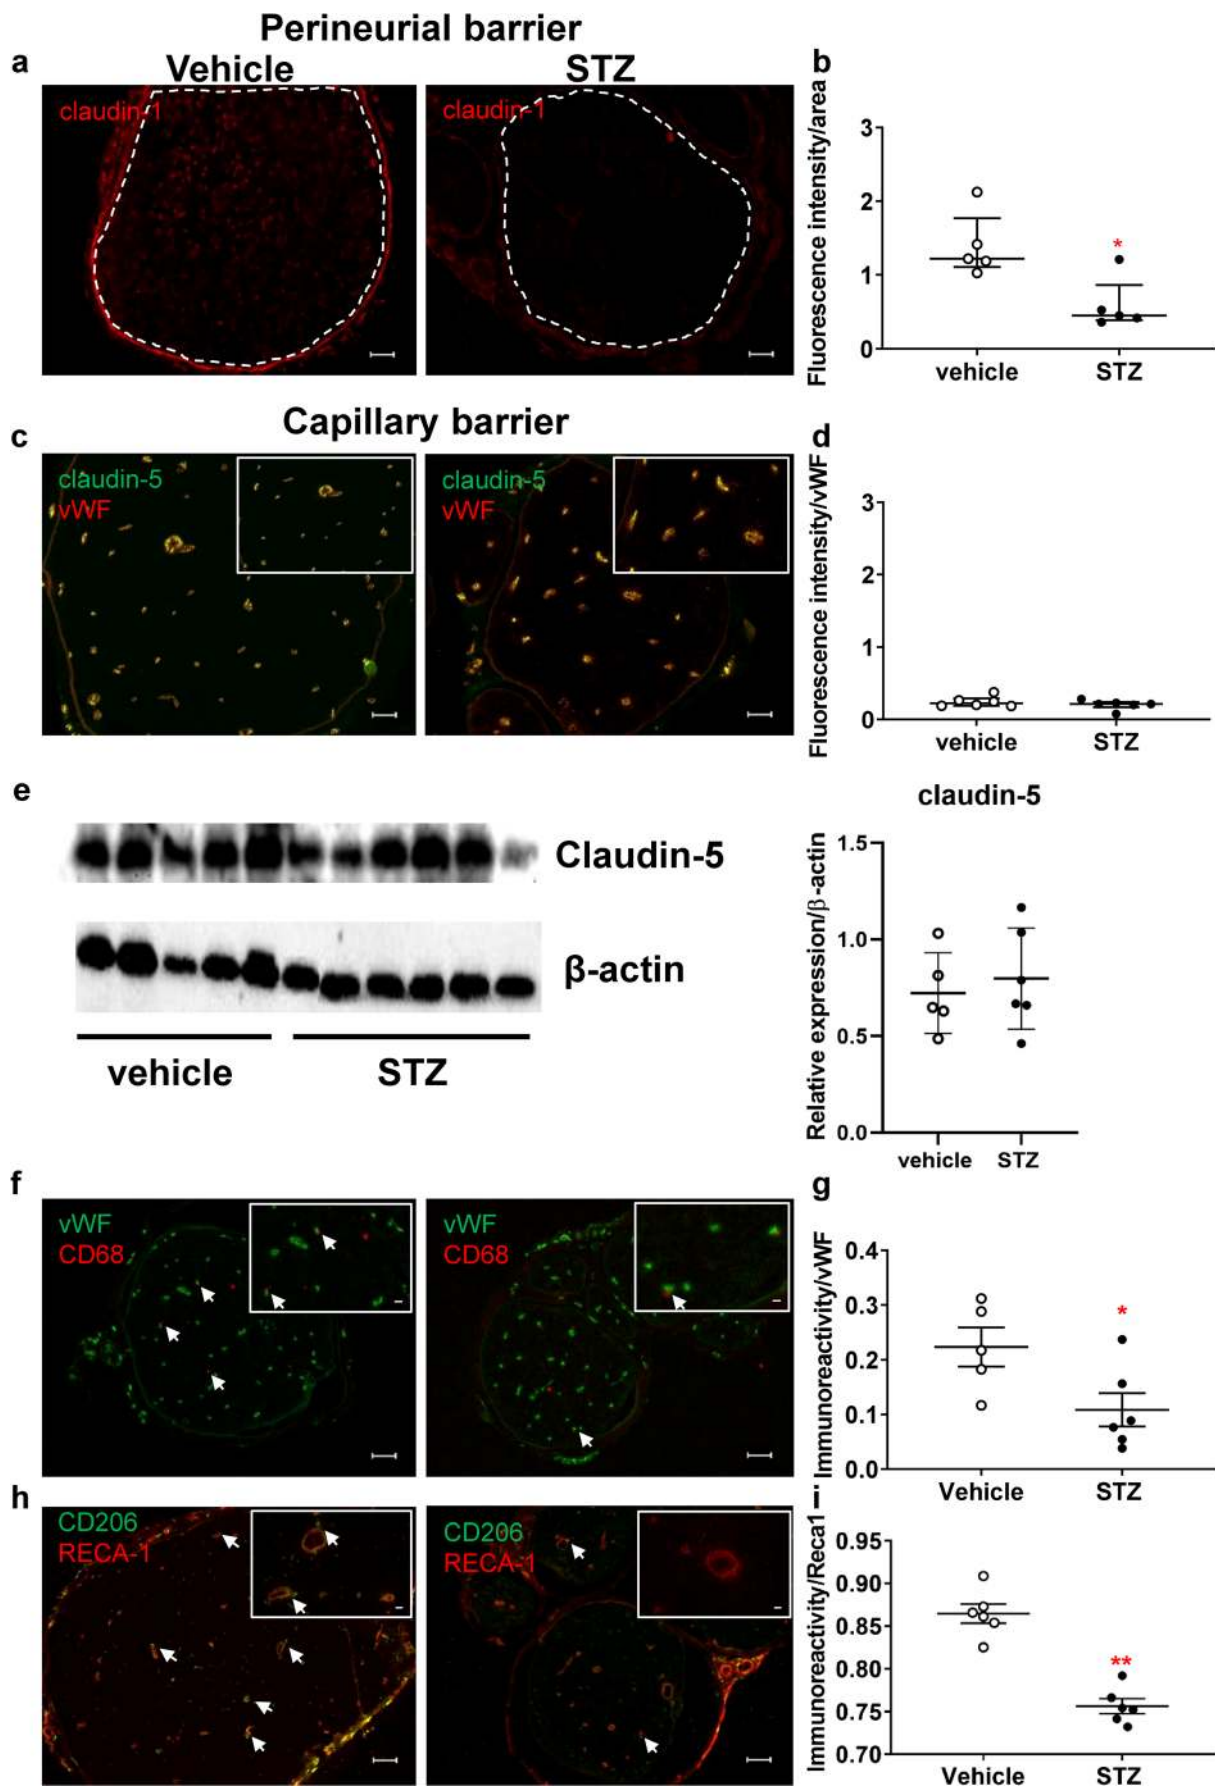 Perineurial barrier
a
Vehicle
STZ
b
claudin-1
claudin-1
Fluorescence intensity/area
3
2
1
0
*
vehicle
STZ
Capillary barrier
c
d
claudin-5
vWF
claudin-5
vWF
Fluorescence intensity/vWF
3
2
1
0
vehicle
STZ
e
Claudin-5
β-actin
vehicle
STZ
claudin-5
Relative expression/β-actin
1.5
1.0
0.5
0.0
vehicle
STZ
f
g
vWF
CD68
vWF
CD68
Immunoreactivity/vWF
0.4
0.3
0.2
0.1
0.0
*
Vehicle
STZ
h
i
CD206
RECA-1
CD206
RECA-1
Immunoreactivity/Reca1
0.95
0.90
0.85
0.80
0.75
0.70
**
Vehicle
STZ